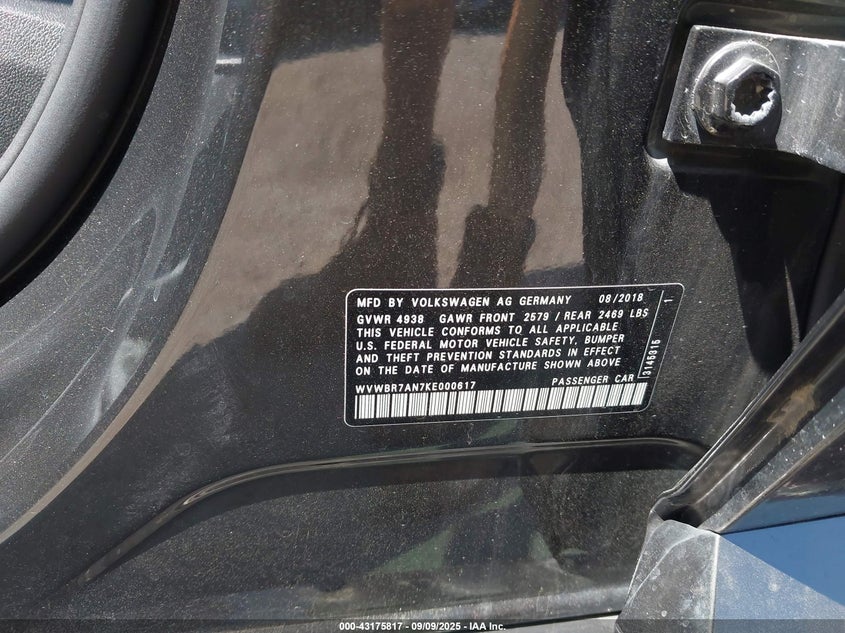 MFD BY VOLKSWAGEN AG GERMANY 08/2018
GVWR 4938 GAWR FRONT 2579 / REAR 2469 LBS
THIS VEHICLE CONFORMS TO ALL APPLICABLE
U.S. FEDERAL MOTOR VEHICLE SAFETY, BUMPER
AND THEFT PREVENTION STANDARDS IN EFFECT
ON THE DATE OF MANUFACTURE SHOWN ABOVE
WVWBR7AN7KE000617 PASSENGER CAR
3145315 1
000-43175817 - 09/09/2025 - IAA Inc.